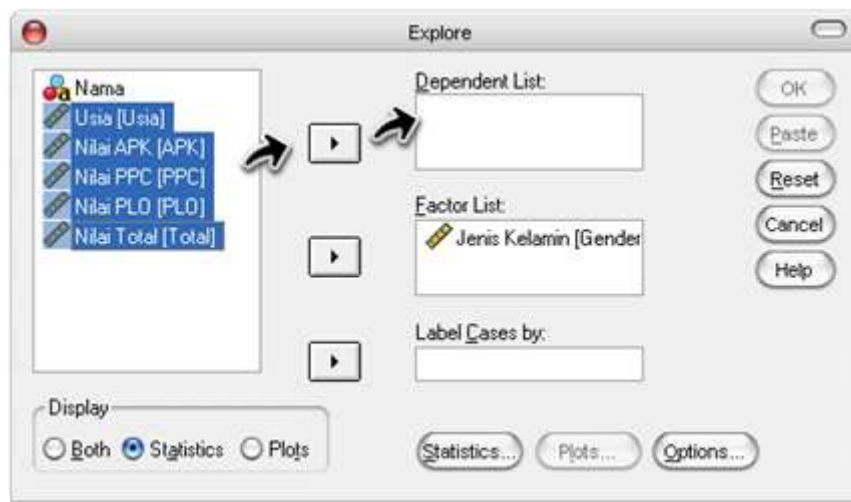 Explore
Nama
Usia [Usia]
Nilai APK [APK]
Nilai PPC [PPC]
Nilai PLO [PLO]
Nilai Total [Total]
Dependent List:
Factor List:
Jenis Kelamin [Gender
Label Cases by:
OK
Paste
Reset
Cancel
Help
Display
Both Statistics Plots
Statistics... Plots... Options...